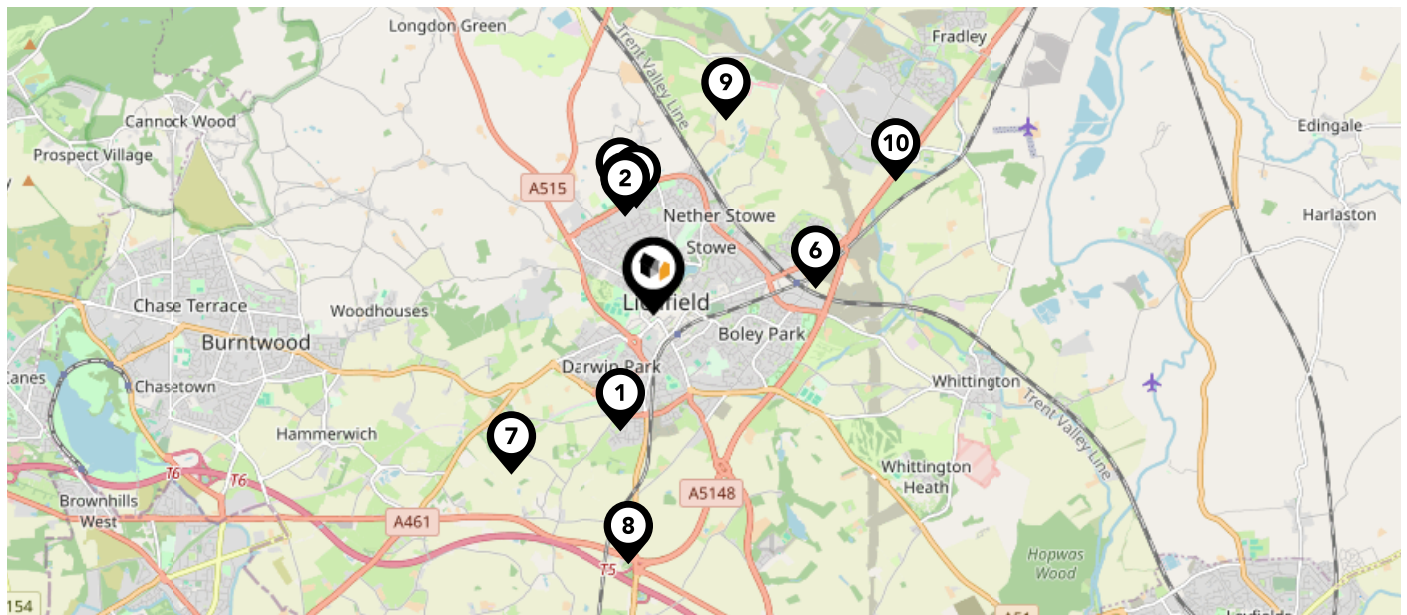 Longdon Green
Fradley
Trent Valley Line
9
Cannock Wood
Edingale
Prospect Village
10
2
A515
Nether Stowe
Harlaston
Stowe
6
Chase Terrace
Woodhouses
Boley Park
Burntwood
Darwin Park
Chasetown
Whittington
1
Trent Valley Line
Hammerwich
7
T6
T6
Whittington
Heath
Brownhills
West
A5148
A461
8
Hopwas
Wood
T5
154